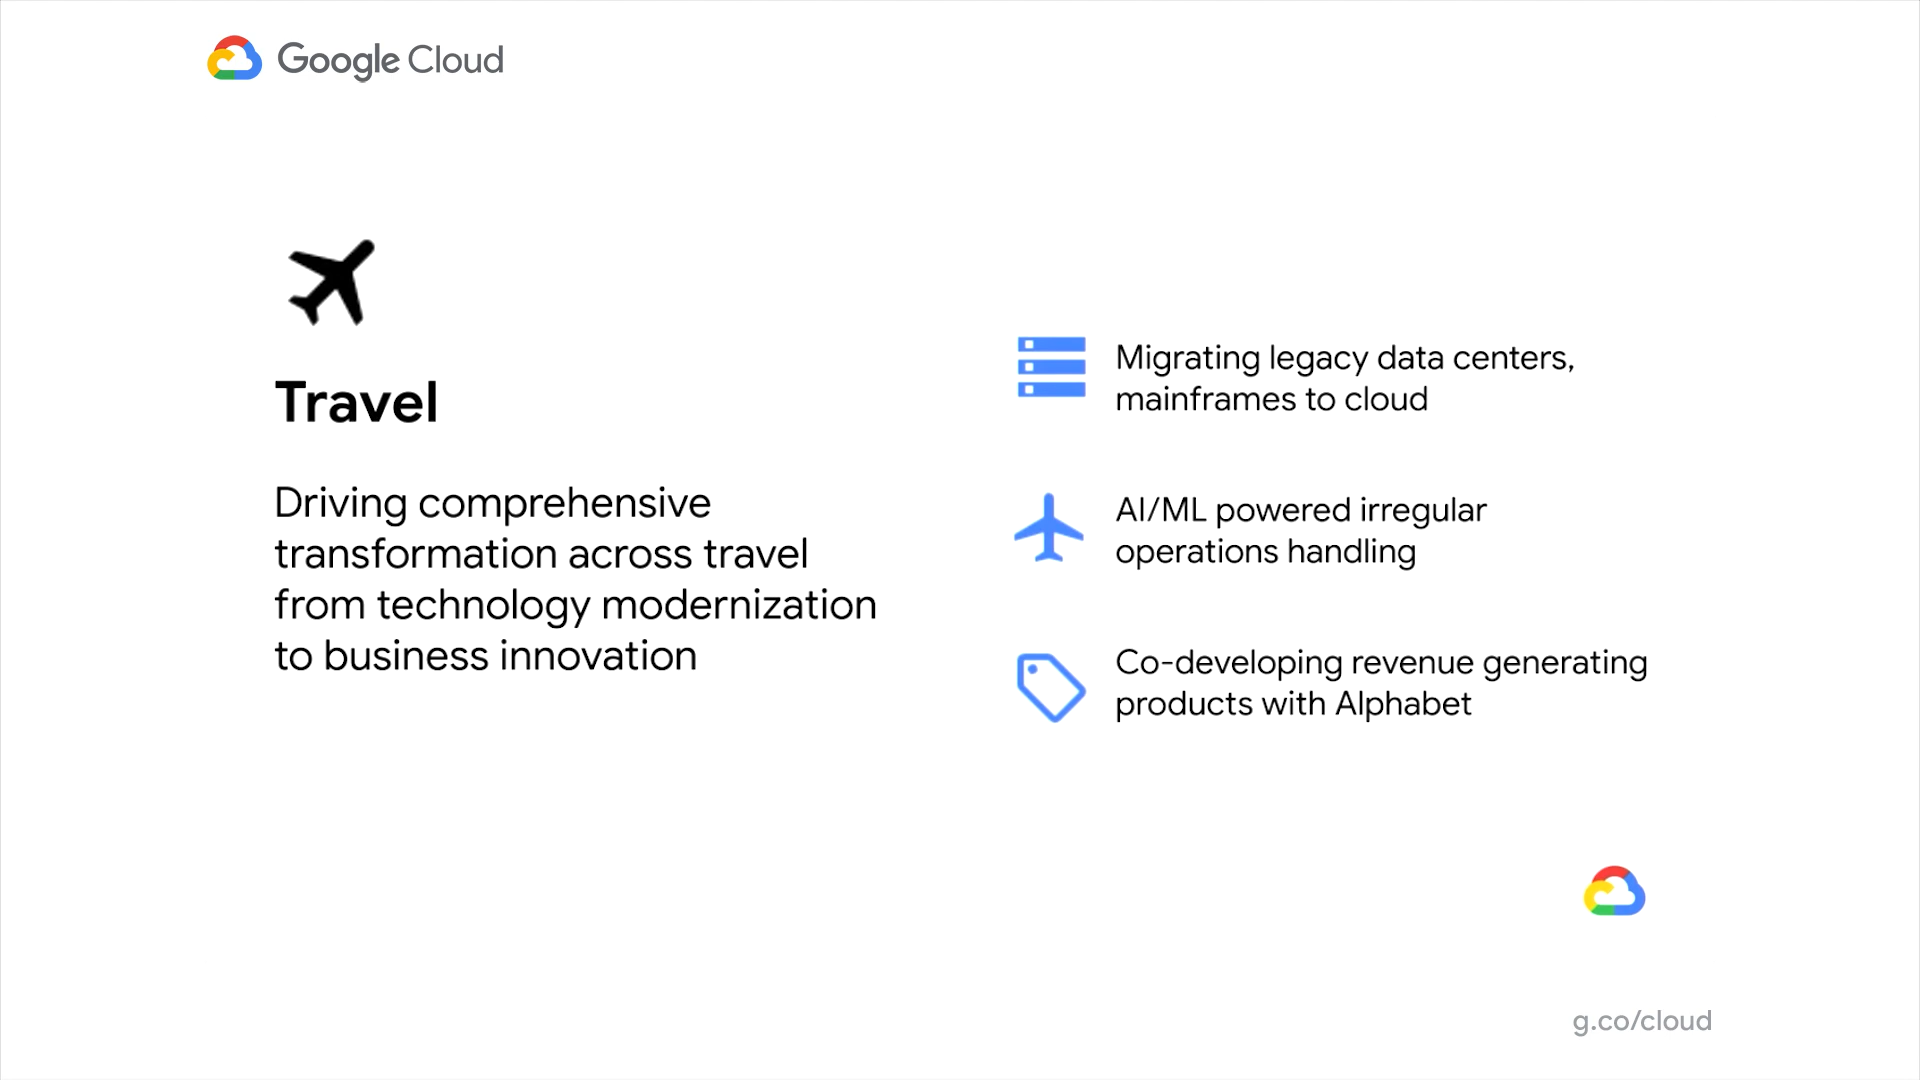 Google Cloud
Travel
Driving comprehensive
transformation across travel
from technology modernization
to business innovation
Migrating legacy data centers,
mainframes to cloud
AI/ML powered irregular
operations handling
Co-developing revenue generating
products with Alphabet
g.co/cloud